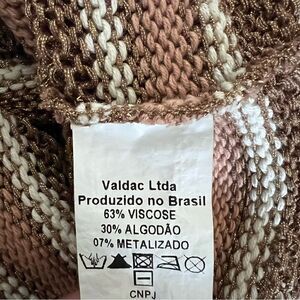 Valdac Ltda
Produzido no Brasil
63% VISCOSE
30% ALGODÃO
07% METALIZADO
CNPJ